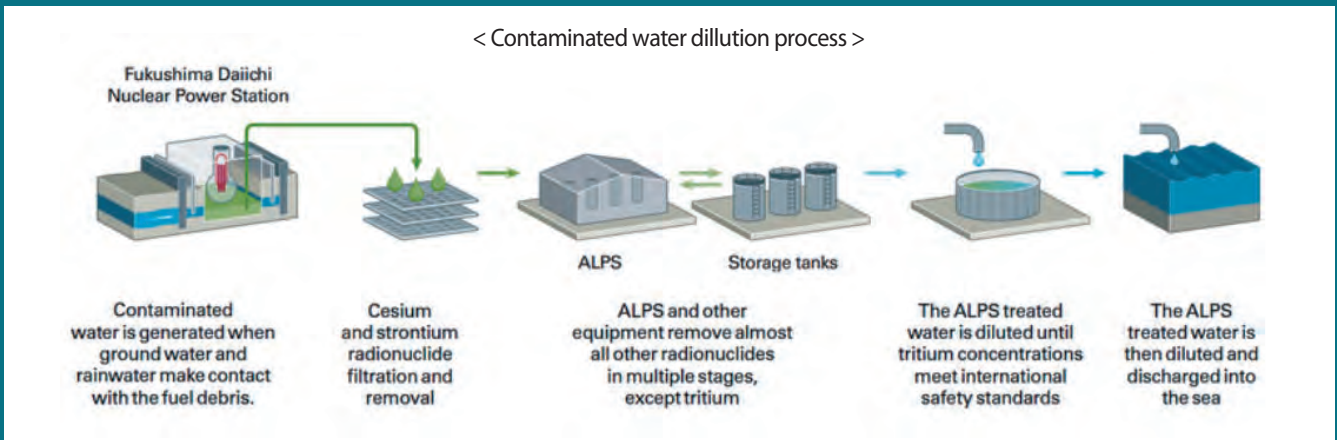 < Contaminated water dillution process >
Fukushima Daiichi
Nuclear Power Station
ALPS
Storage tanks
Contaminated
water is generated when
ground water and
rainwater make contact
with the fuel debris.
Cesium
and strontium
radionuclide
filtration and
removal
ALPS and other
equipment remove almost
all other radionuclides
in multiple stages,
except tritium
The ALPS treated
water is diluted until
tritium concentrations
meet international
safety standards
The ALPS
treated water is
then diluted and
discharged into
the sea